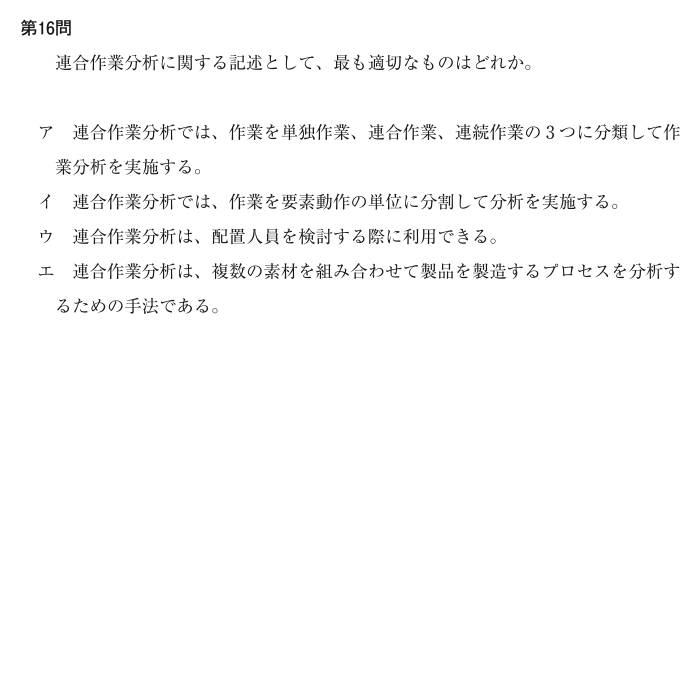 第16問
連合作業分析に関する記述として、最も適切なものはどれか。
ア　連合作業分析では、作業を単独作業、連合作業、連続作業の３つに分類して作
業分析を実施する。
イ　連合作業分析では、作業を要素動作の単位に分割して分析を実施する。
ウ　連合作業分析は、配置人員を検討する際に利用できる。
エ　連合作業分析は、複数の素材を組み合わせて製品を製造するプロセスを分析す
るための手法である。